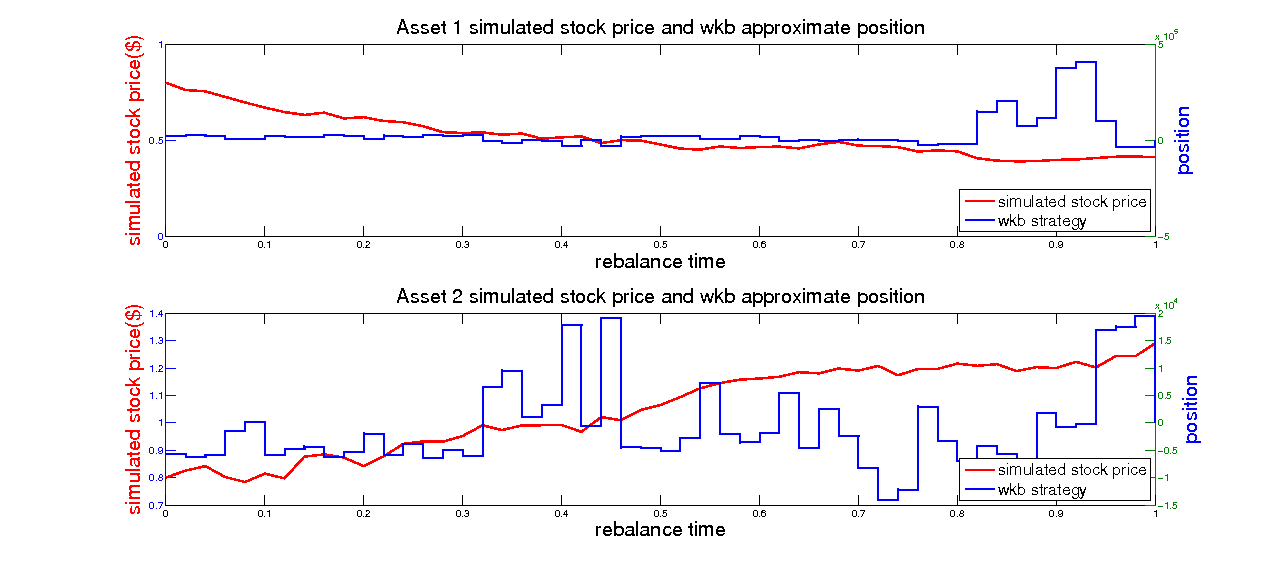 Asset 1 simulated stock price and wkb approximate position
simulated stock price($)
1
0.5
0
x 10^5
5
0
-5
position
0 0.1 0.2 0.3 0.4 0.5 0.6 0.7 0.8 0.9 1
simulated stock price
wkb strategy
rebalance time
Asset 2 simulated stock price and wkb approximate position
simulated stock price($)
1.4
1.3
1.2
1.1
1
0.9
0.8
0.7
x 10^4
2
1.5
1
0.5
0
-0.5
-1
-1.5
position
simulated stock price
wkb strategy
0 0.1 0.2 0.3 0.4 0.5 0.6 0.7 0.8 0.9 1
rebalance time